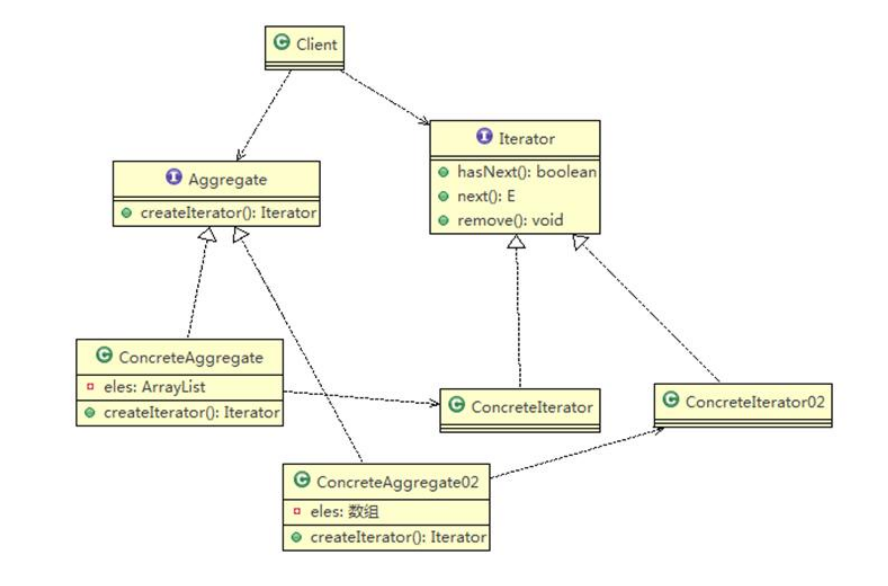 Client
Iterator
hasNext(): boolean
next(): E
remove(): void
Aggregate
createIterator(): Iterator
ConcreteAggregate
eles: ArrayList
createIterator(): Iterator
ConcreteIterator
ConcreteIterator02
ConcreteAggregate02
eles: 数组
createIterator(): Iterator